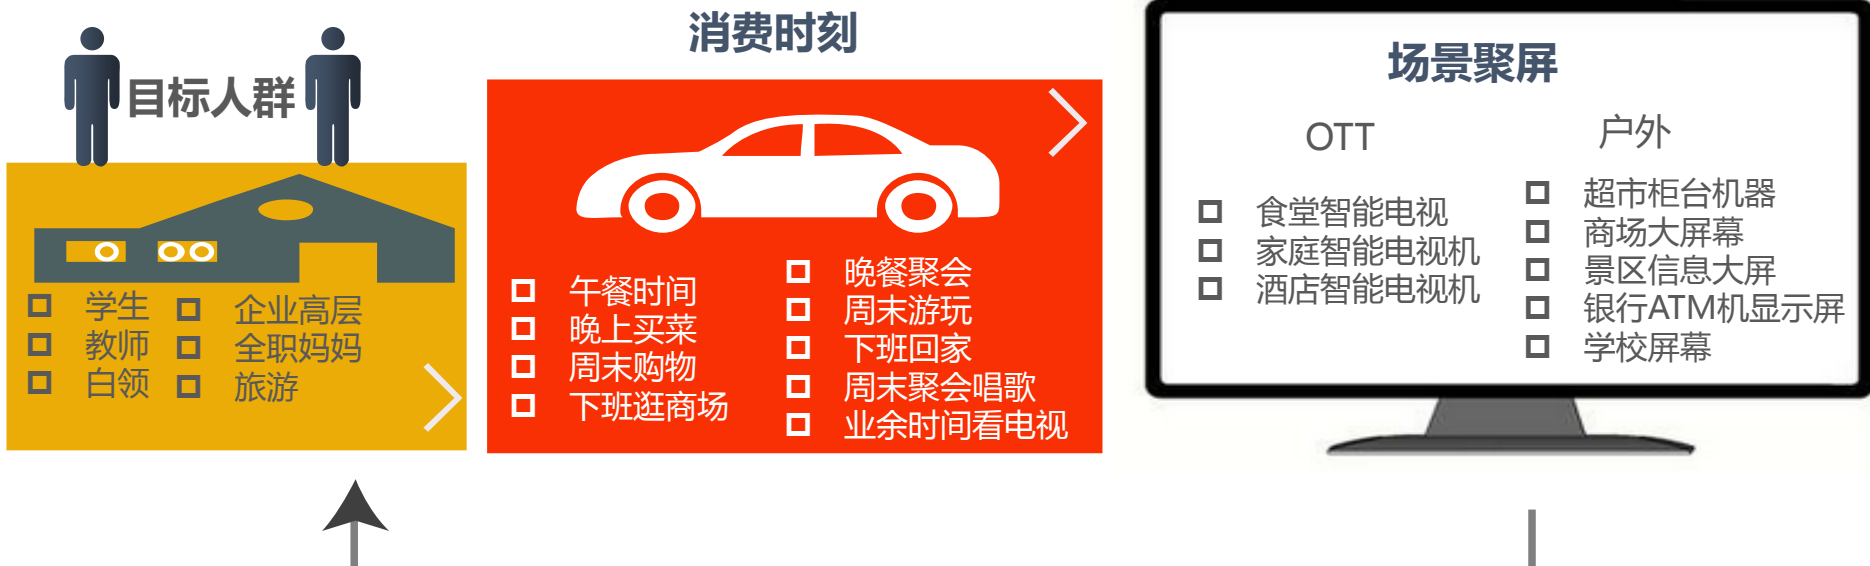 目标人群
学生
教师
白领
企业高层
全职妈妈
旅游
消费时刻
午餐时间
晚上买菜
周末购物
下班逛商场
晚餐聚会
周末游玩
下班回家
周末聚会唱歌
业余时间看电视
场景聚屏
OTT
食堂智能电视
家庭智能电视机
酒店智能电视机
户外
超市柜台机器
商场大屏幕
景区信息大屏
银行ATM机显示屏
学校屏幕